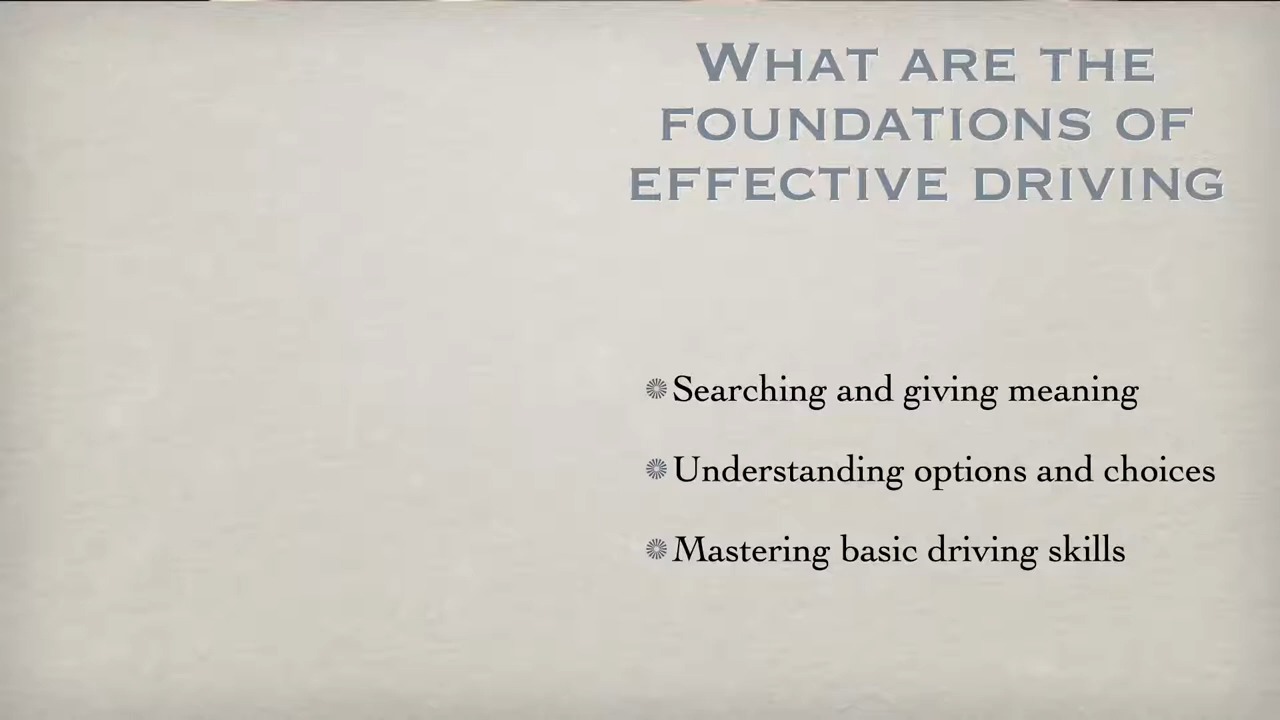 What are the
foundations of
effective driving
Searching and giving meaning
Understanding options and choices
Mastering basic driving skills